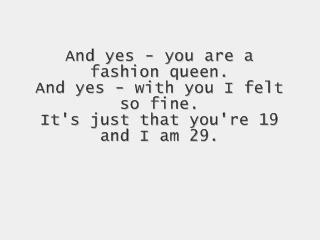 And yes - you are a
fashion queen.
And yes - with you I felt
so fine.
It's just that you're 19
and I am 29.